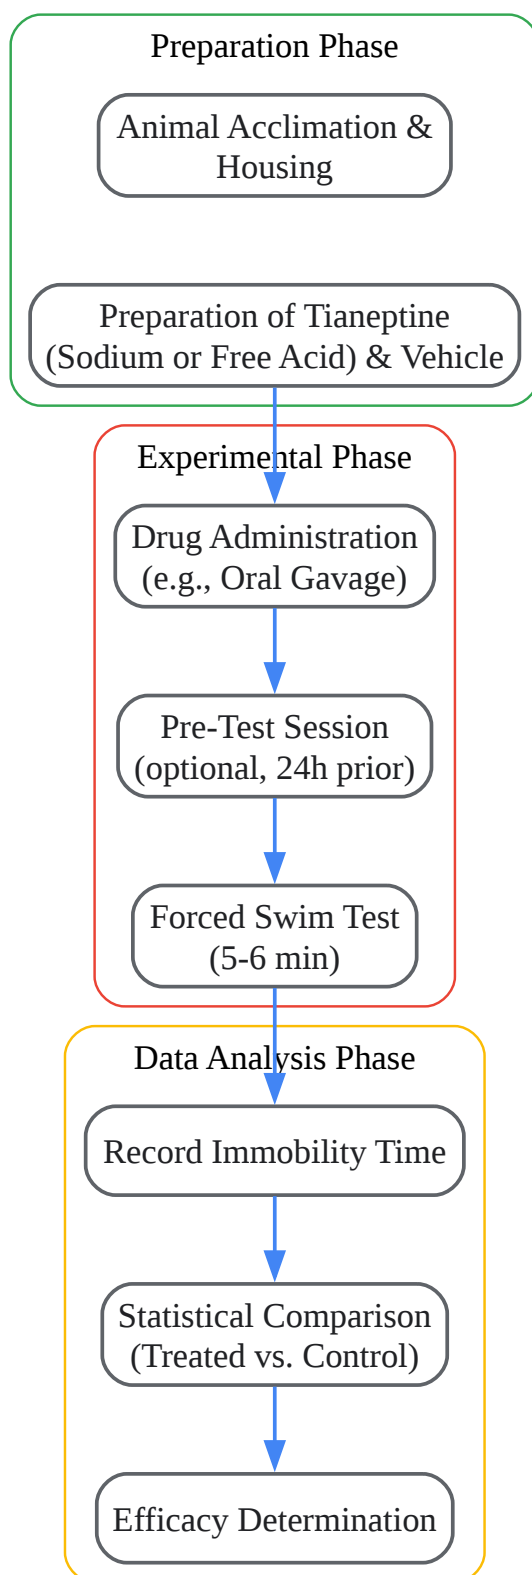 Preparation Phase
Animal Acclimation &
Housing
Preparation of Tianeptine
(Sodium or Free Acid) & Vehicle
Experimental Phase
Drug Administration
(e.g., Oral Gavage)
Pre-Test Session
(optional, 24h prior)
Forced Swim Test
(5-6 min)
Data Analysis Phase
Record Immobility Time
Statistical Comparison
(Treated vs. Control)
Efficacy Determination